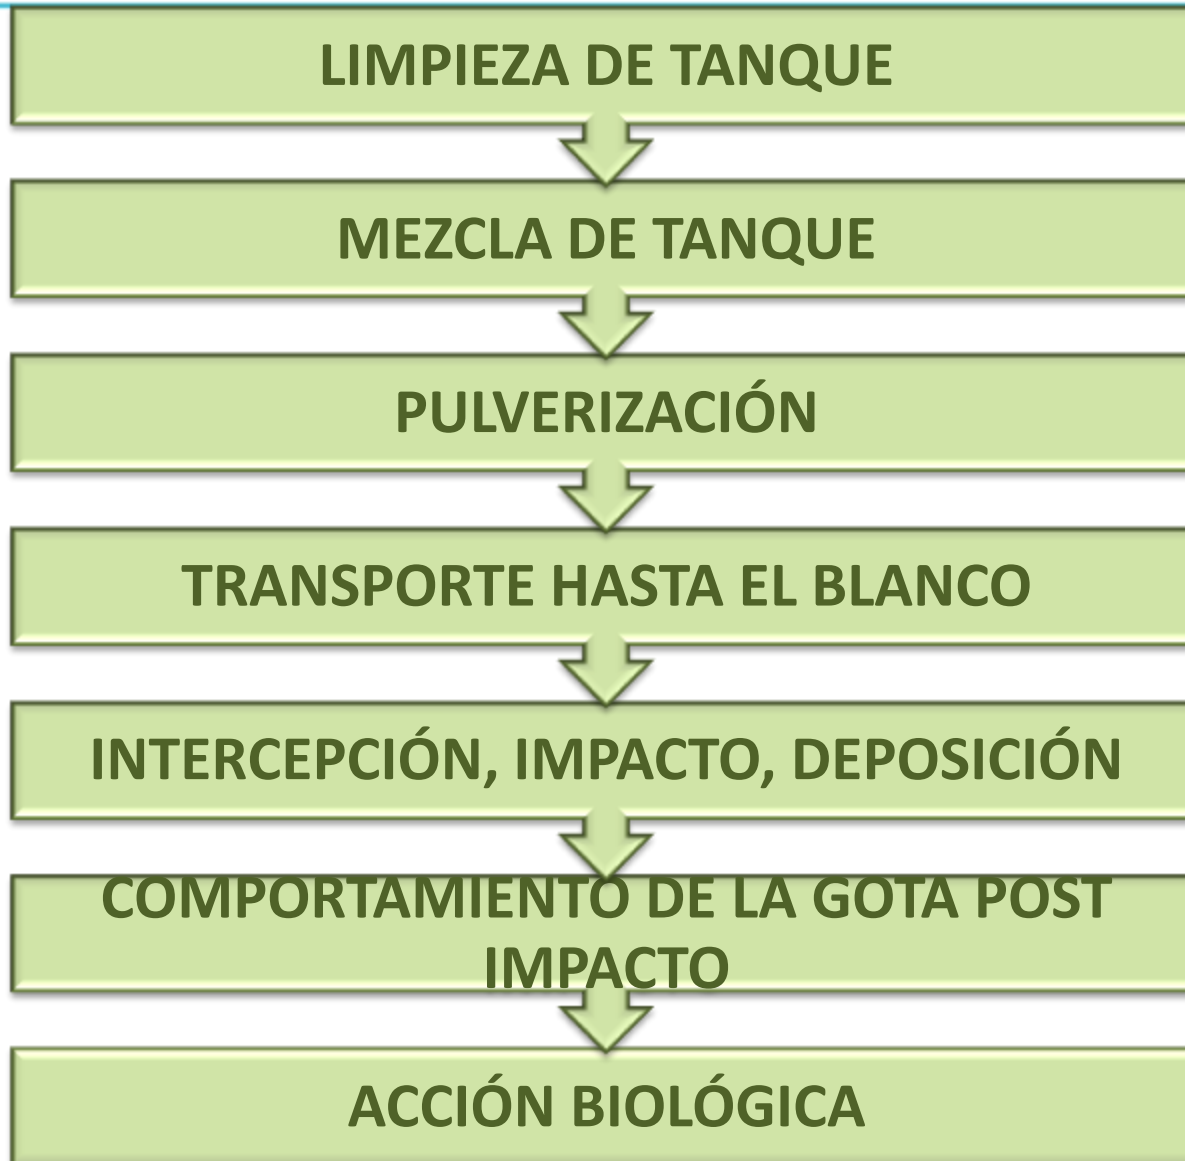 LIMPIEZA DE TANQUE
MEZCLA DE TANQUE
PULVERIZACIÓN
TRANSPORTE HASTA EL BLANCO
INTERCEPCIÓN, IMPACTO, DEPOSICIÓN
COMPORTAMIENTO DE LA GOTA POST
IMPACTO
ACCIÓN BIOLÓGICA